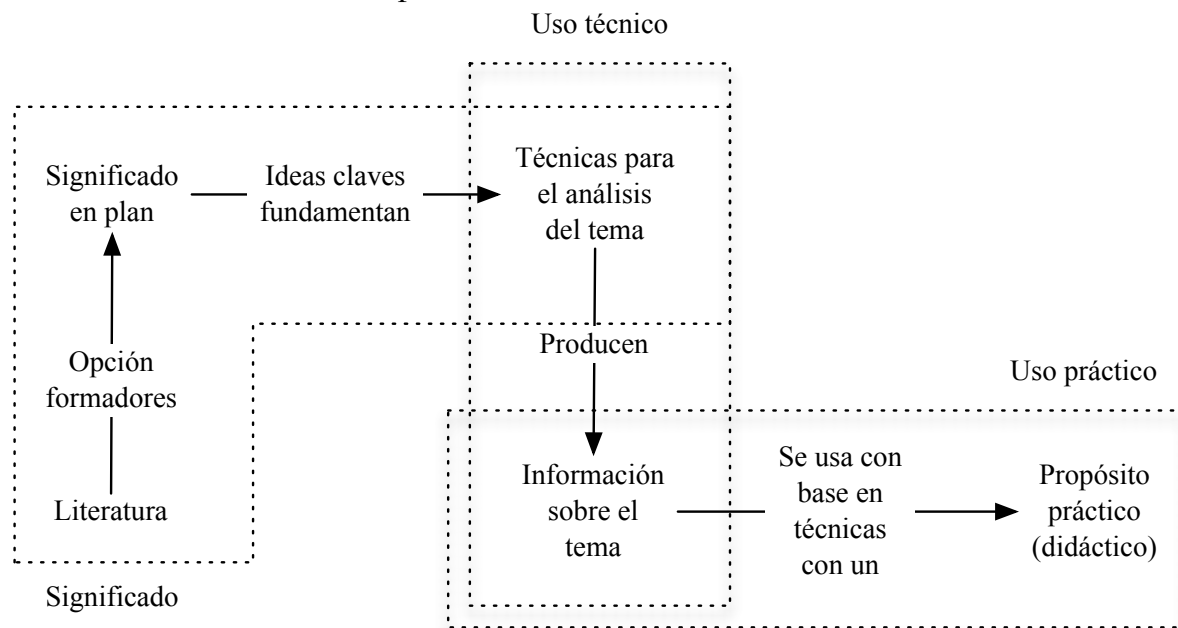 Uso técnico
Significado
en plan
Ideas claves
fundamentan
Técnicas para
el análisis
del tema
Opción
formadores
Producen
Uso práctico
Literatura
Información
sobre el
tema
Se usa con
base en
técnicas
con un
Propósito
práctico
(didáctico)
Significado